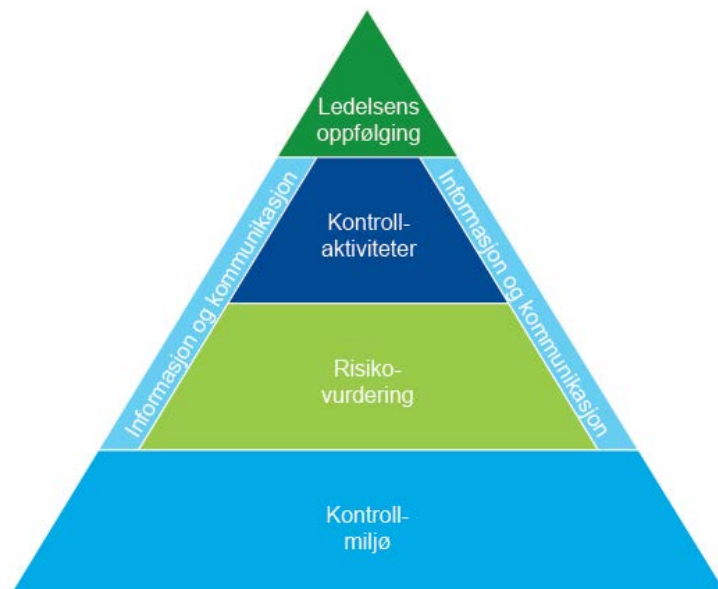 Ledelsens
oppfølging
Informasjon og kommunikasjon
Informasjon og kommunikasjon
Kontroll-
aktiviteter
Risiko-
vurdering
Kontroll-
miljø